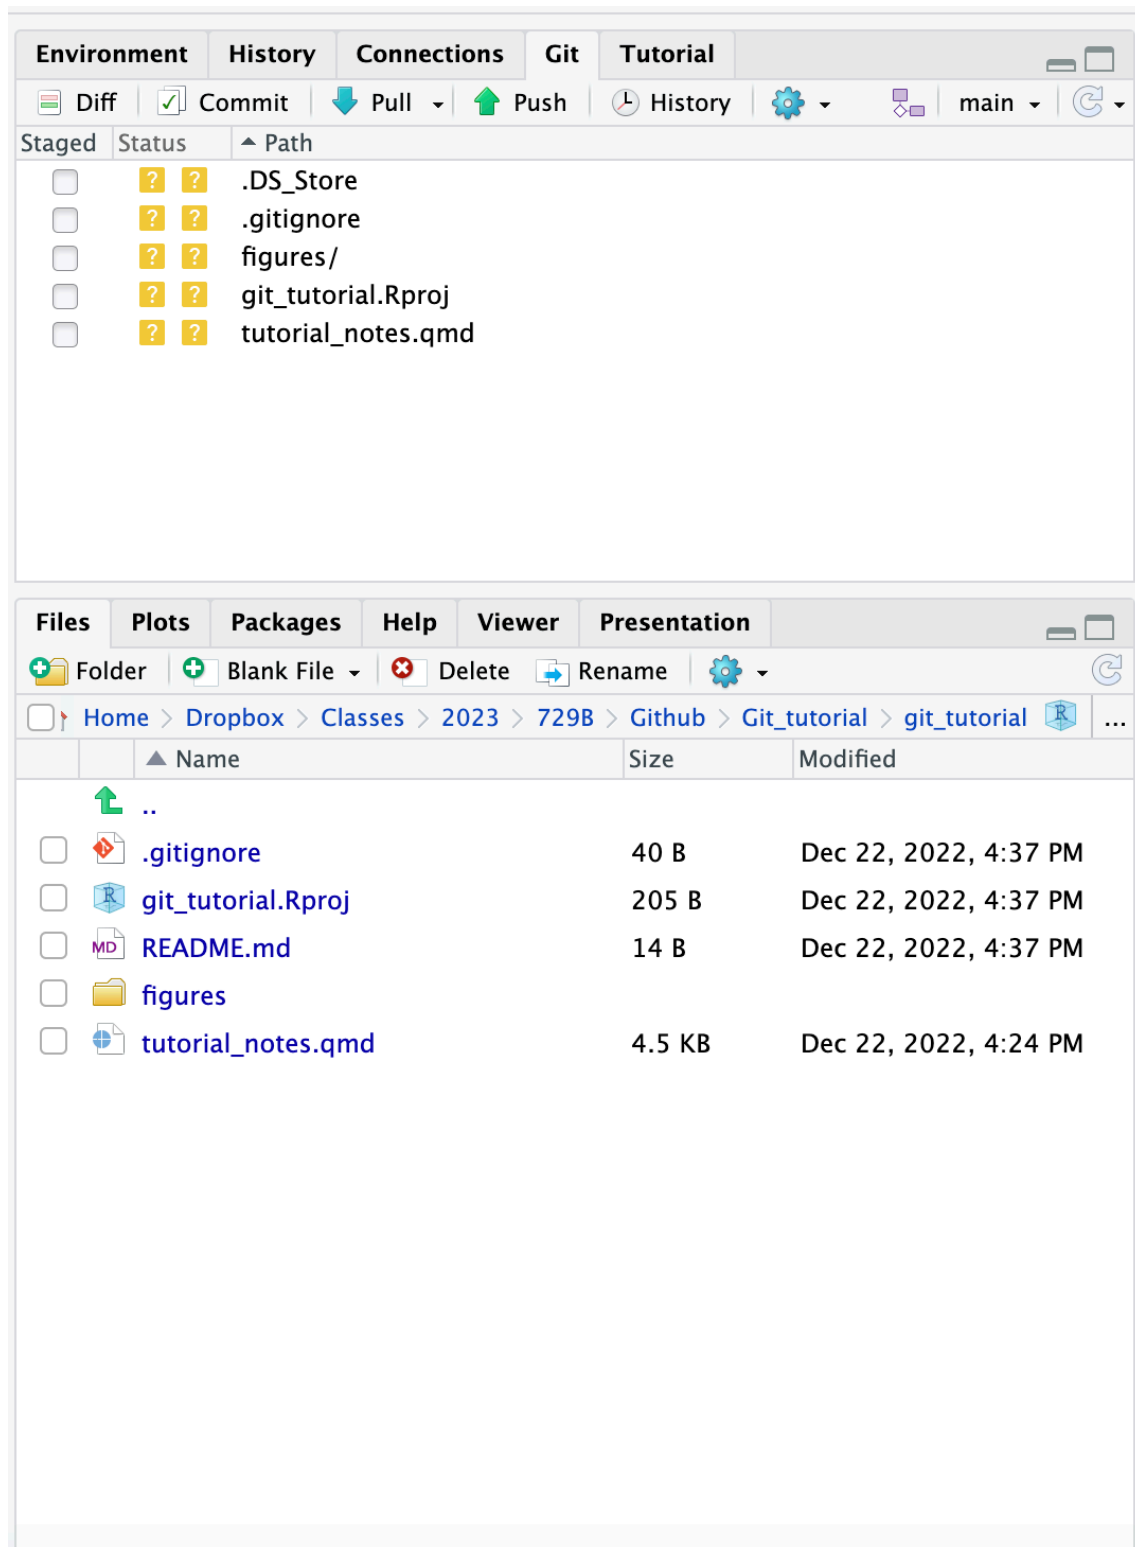 Environment History Connections Git Tutorial
Diff Commit Pull Push History main
Staged Status Path
? ? .DS_Store
? ? .gitignore
? ? figures/
? ? git_tutorial.Rproj
? ? tutorial_notes.qmd
Files Plots Packages Help Viewer Presentation
Folder Blank File Delete Rename
Home > Dropbox > Classes > 2023 > 729B > Github > Git_tutorial > git_tutorial R ...
Name Size Modified
..
.gitignore 40 B Dec 22, 2022, 4:37 PM
R git_tutorial.Rproj 205 B Dec 22, 2022, 4:37 PM
MD README.md 14 B Dec 22, 2022, 4:37 PM
figures
tutorial_notes.qmd 4.5 KB Dec 22, 2022, 4:24 PM